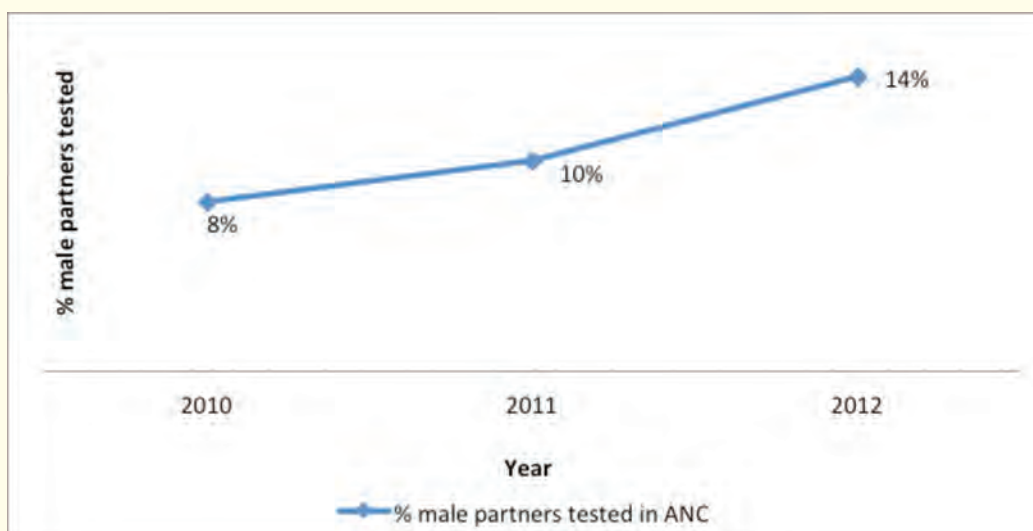 % male partners tested
14%
10%
8%
2010 2011 2012
Year
% male partners tested in ANC